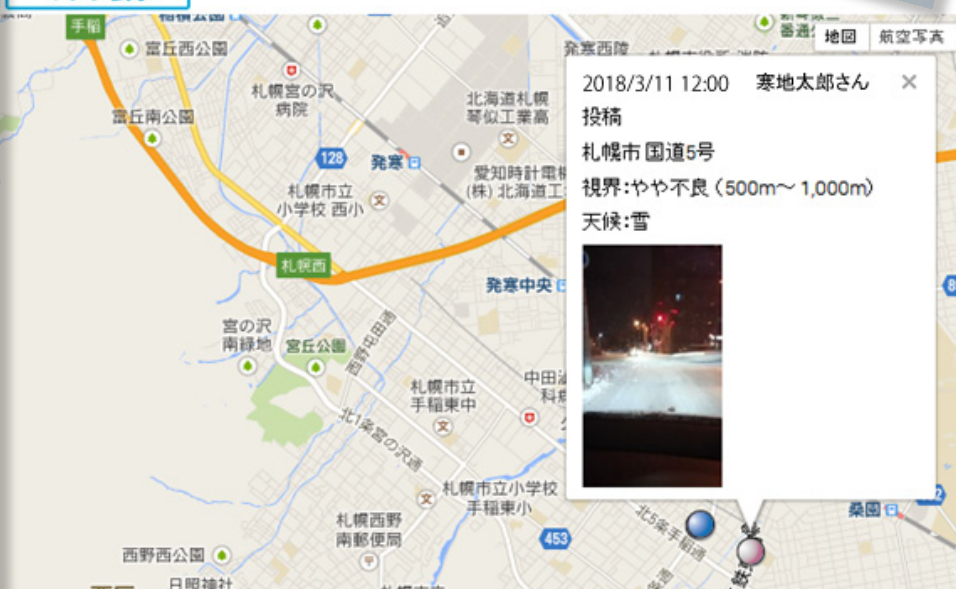 手稲
富丘西公園
発寒西陵
地図
航空写真
札幌宮の沢
病院
富丘南公園
北海道札幌
琴似工業高
128
発寒
愛知時計電機
(株) 北海道工
札幌市立
小学校 西小
札幌西
発寒中央
宮の沢
南緑地
宮丘公園
西野屯田通
札幌市立
手稲東中
北1条宮の沢通
札幌市立小学校
手稲東小
札幌西野
南郵便局
453
西野西公園
日照神社
北5条手稲通
桑園
2018/3/11 12:00 寒地太郎さん
投稿
札幌市 国道5号
視界:やや不良 (500m～1,000m)
天候:雪